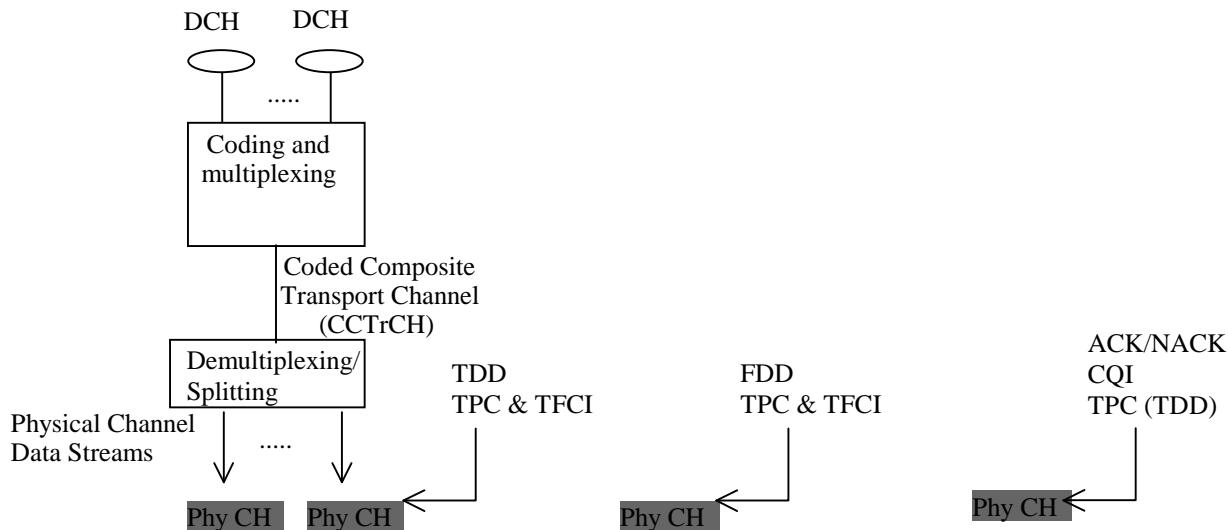 DCH
DCH
.....
Coding and
multiplexing
Coded Composite
Transport Channel
(CCTrCH)
Demultiplexing/
Splitting
TDD
TPC & TFCI
FDD
TPC & TFCI
ACK/NACK
CQI
TPC (TDD)
Physical Channel
Data Streams
.....
Phy CH
Phy CH
Phy CH
Phy CH